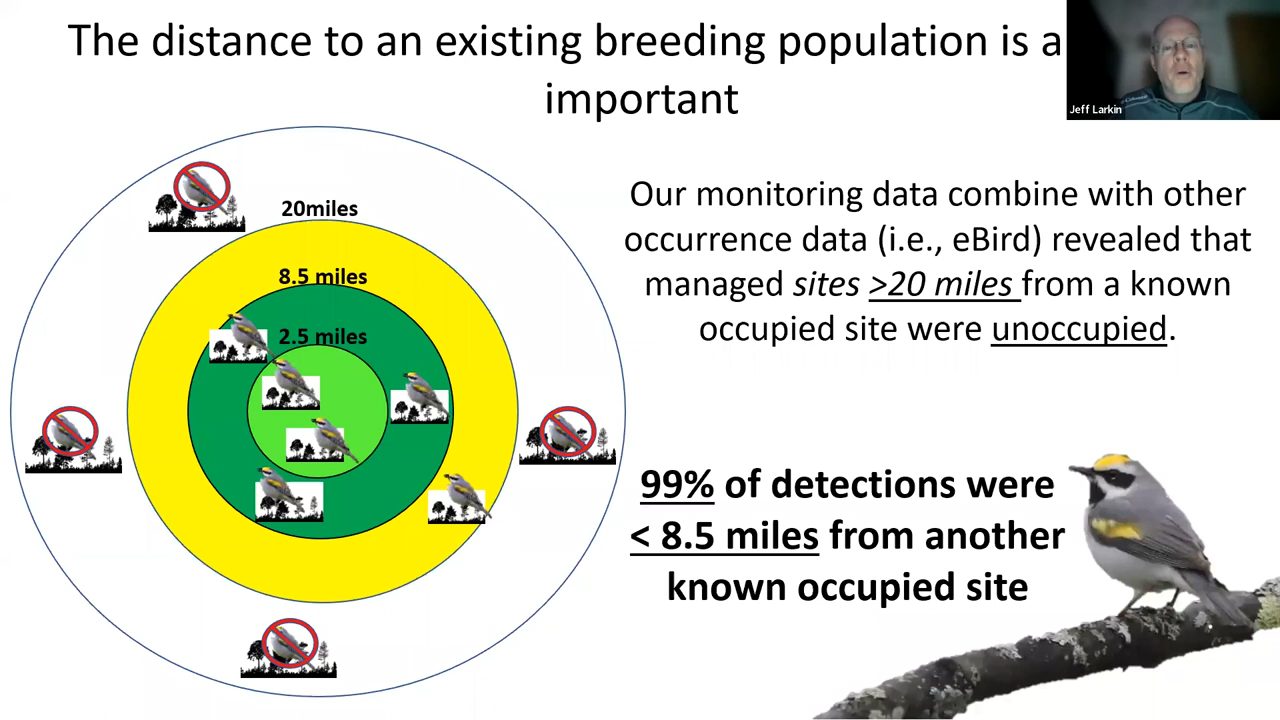 The distance to an existing breeding population is a
important
Jeff Larkin
20miles
8.5 miles
2.5 miles
Our monitoring data combine with other
occurrence data (i.e., eBird) revealed that
managed sites >20 miles from a known
occupied site were unoccupied.
99% of detections were
< 8.5 miles from another
known occupied site